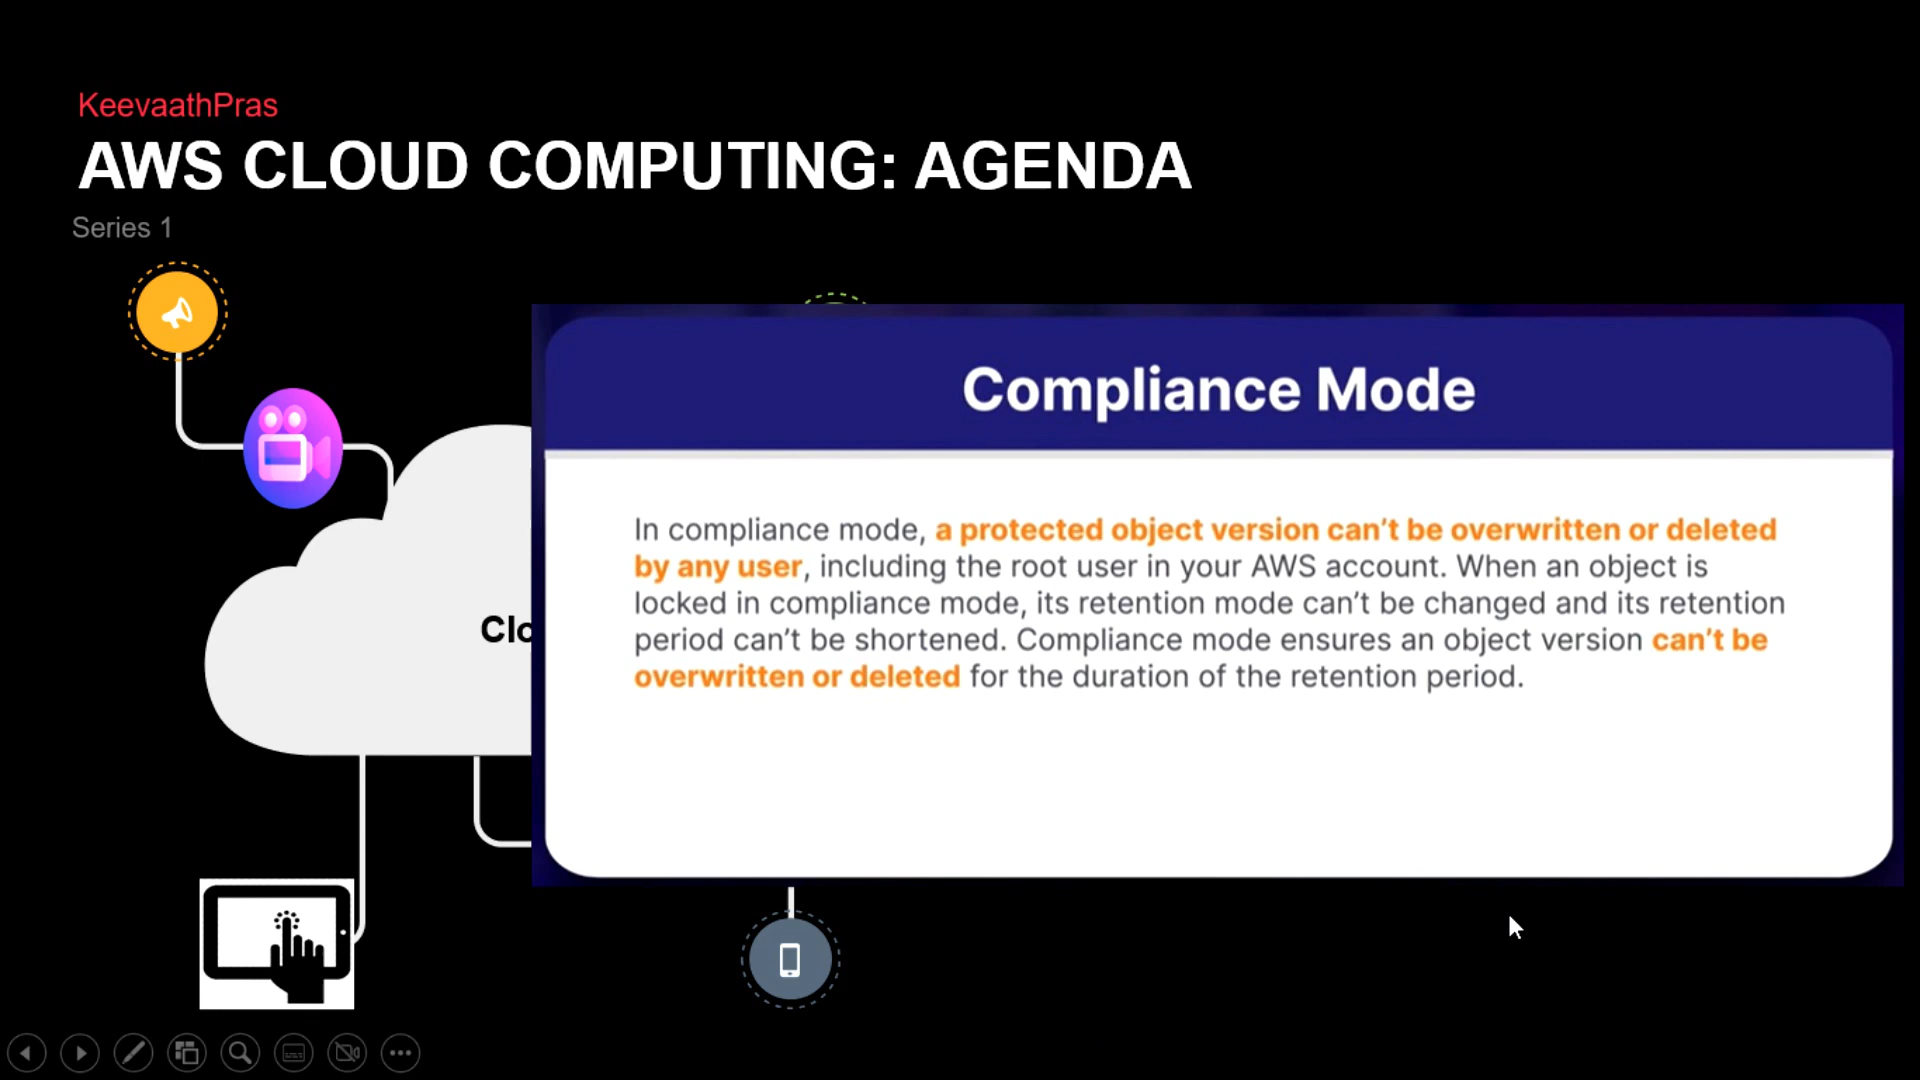 KeevaathPras
AWS CLOUD COMPUTING: AGENDA
Series 1
Clo
Compliance Mode
In compliance mode, a protected object version can’t be overwritten or deleted
by any user, including the root user in your AWS account. When an object is
locked in compliance mode, its retention mode can’t be changed and its retention
period can’t be shortened. Compliance mode ensures an object version can’t be
overwritten or deleted for the duration of the retention period.